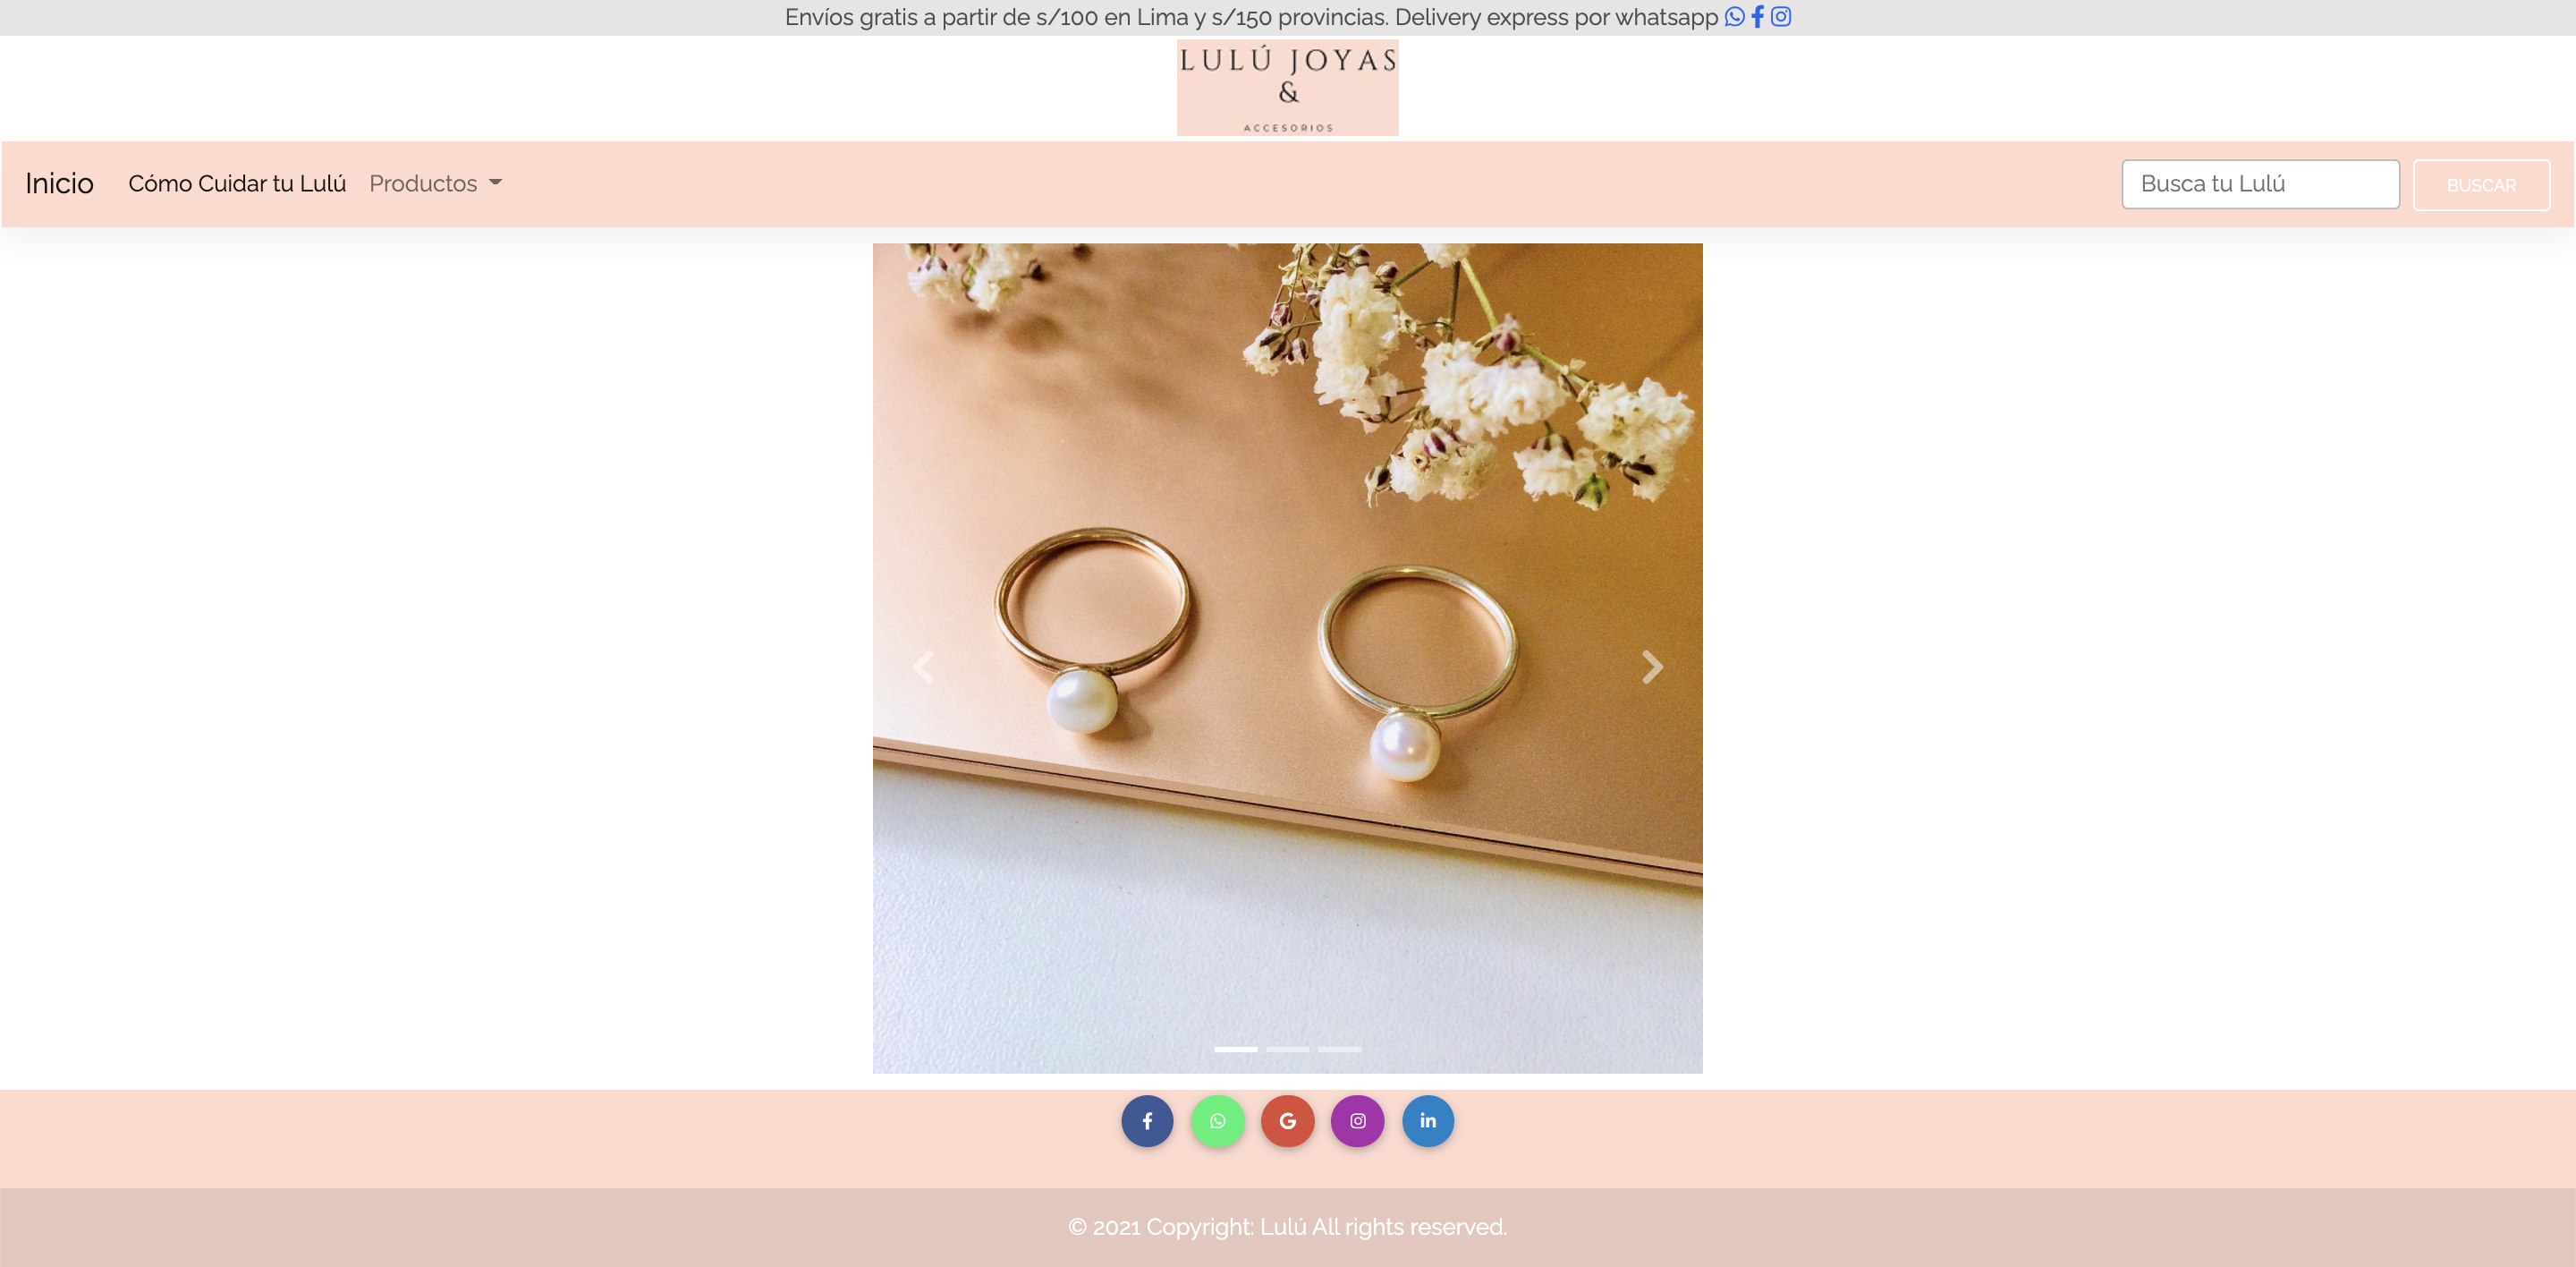 Envíos gratis a partir de s/100 en Lima y s/150 provincias. Delivery express por whatsapp
LULÚ JOYAS
&
ACCESORIOS
Inicio
Cómo Cuidar tu Lulú
Productos
Busca tu Lulú
BUSCAR
© 2021 Copyright: Lulú All rights reserved.